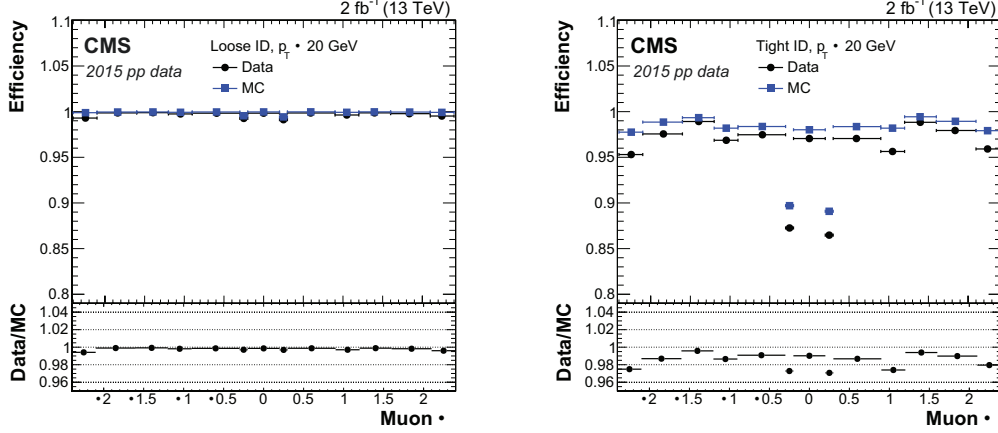 2 fb⁻¹ (13 TeV)
CMS
2015 pp data
Loose ID, p_T • 20 GeV
Data
MC
Efficiency
1.1
1.05
1
0.95
0.9
0.85
0.8
Data/MC
1.04
1.02
1
0.98
0.96
•2 •1.5 •1 •0.5 0 0.5 1 1.5 2
Muon •
2 fb⁻¹ (13 TeV)
CMS
2015 pp data
Tight ID, p_T • 20 GeV
Data
MC
Efficiency
1.1
1.05
1
0.95
0.9
0.85
0.8
Data/MC
1.04
1.02
1
0.98
0.96
•2 •1.5 •1 •0.5 0 0.5 1 1.5 2
Muon •